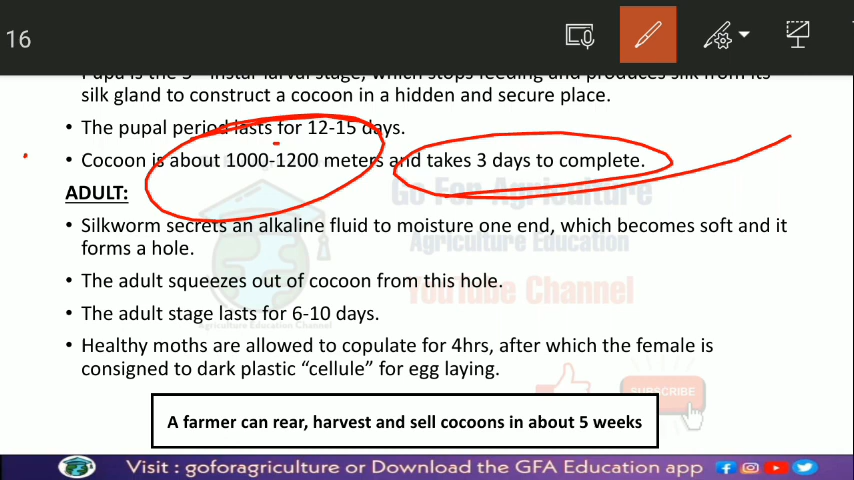 16
Pupa is the 5th instar larval stage, which stops feeding and produces silk from its
silk gland to construct a cocoon in a hidden and secure place.
• The pupal period lasts for 12-15 days.
• Cocoon is about 1000-1200 meters and takes 3 days to complete.
Go For Agriculture
ADULT:
• Silkworm secrets an alkaline fluid to moisture one end, which becomes soft and it
forms a hole.
Agriculture Education
• The adult squeezes out of cocoon from this hole.
YouTube Channel
• The adult stage lasts for 6-10 days.
Agriculture Education Channel
• Healthy moths are allowed to copulate for 4hrs, after which the female is
consigned to dark plastic “cellule” for egg laying.
SUBSCRIBE
A farmer can rear, harvest and sell cocoons in about 5 weeks
Visit : goforagriculture or Download the GFA Education app